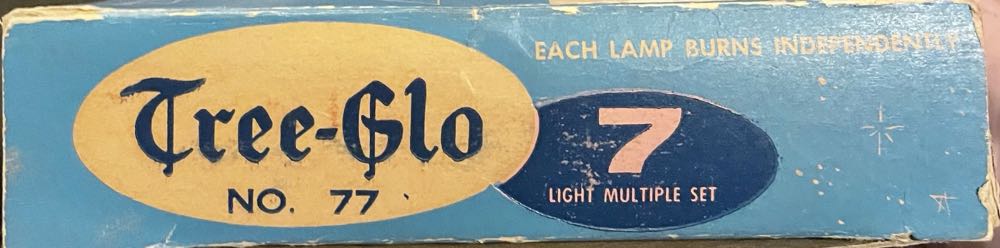 Tree-Glo
NO. 77
EACH LAMP BURNS INDEPENDENTLY
7
LIGHT MULTIPLE SET